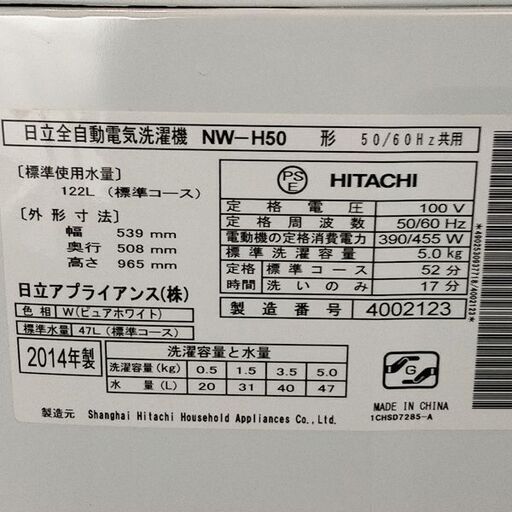 日立全自動電気洗濯機 NW-H50 形 50/60Hz共用
[標準使用水量]
122L (標準コース)
[外形寸法]
幅 539 mm
奥行 508 mm
高さ 965 mm
日立アプライアンス(株)
色相 W(ピュアホワイト)
標準水量 47L(標準コース)
PS
E
HITACHI
定格電圧 100 V
定格周波数 50/60 Hz
電動機の定格消費電力 390/455 W
標準洗濯容量 5.0 kg
定格時間 標準コース 52 分
洗いのみ 17 分
製造番号 4002123
2014年製
洗濯容量と水量
洗濯容量(kg) 0.5 1.5 3.5 5.0
水量(L) 20 31 40 47
G
MADE IN CHINA
1CHSD7285-A
製造元 Shanghai Hitachi Household Appliances Co.,Ltd.